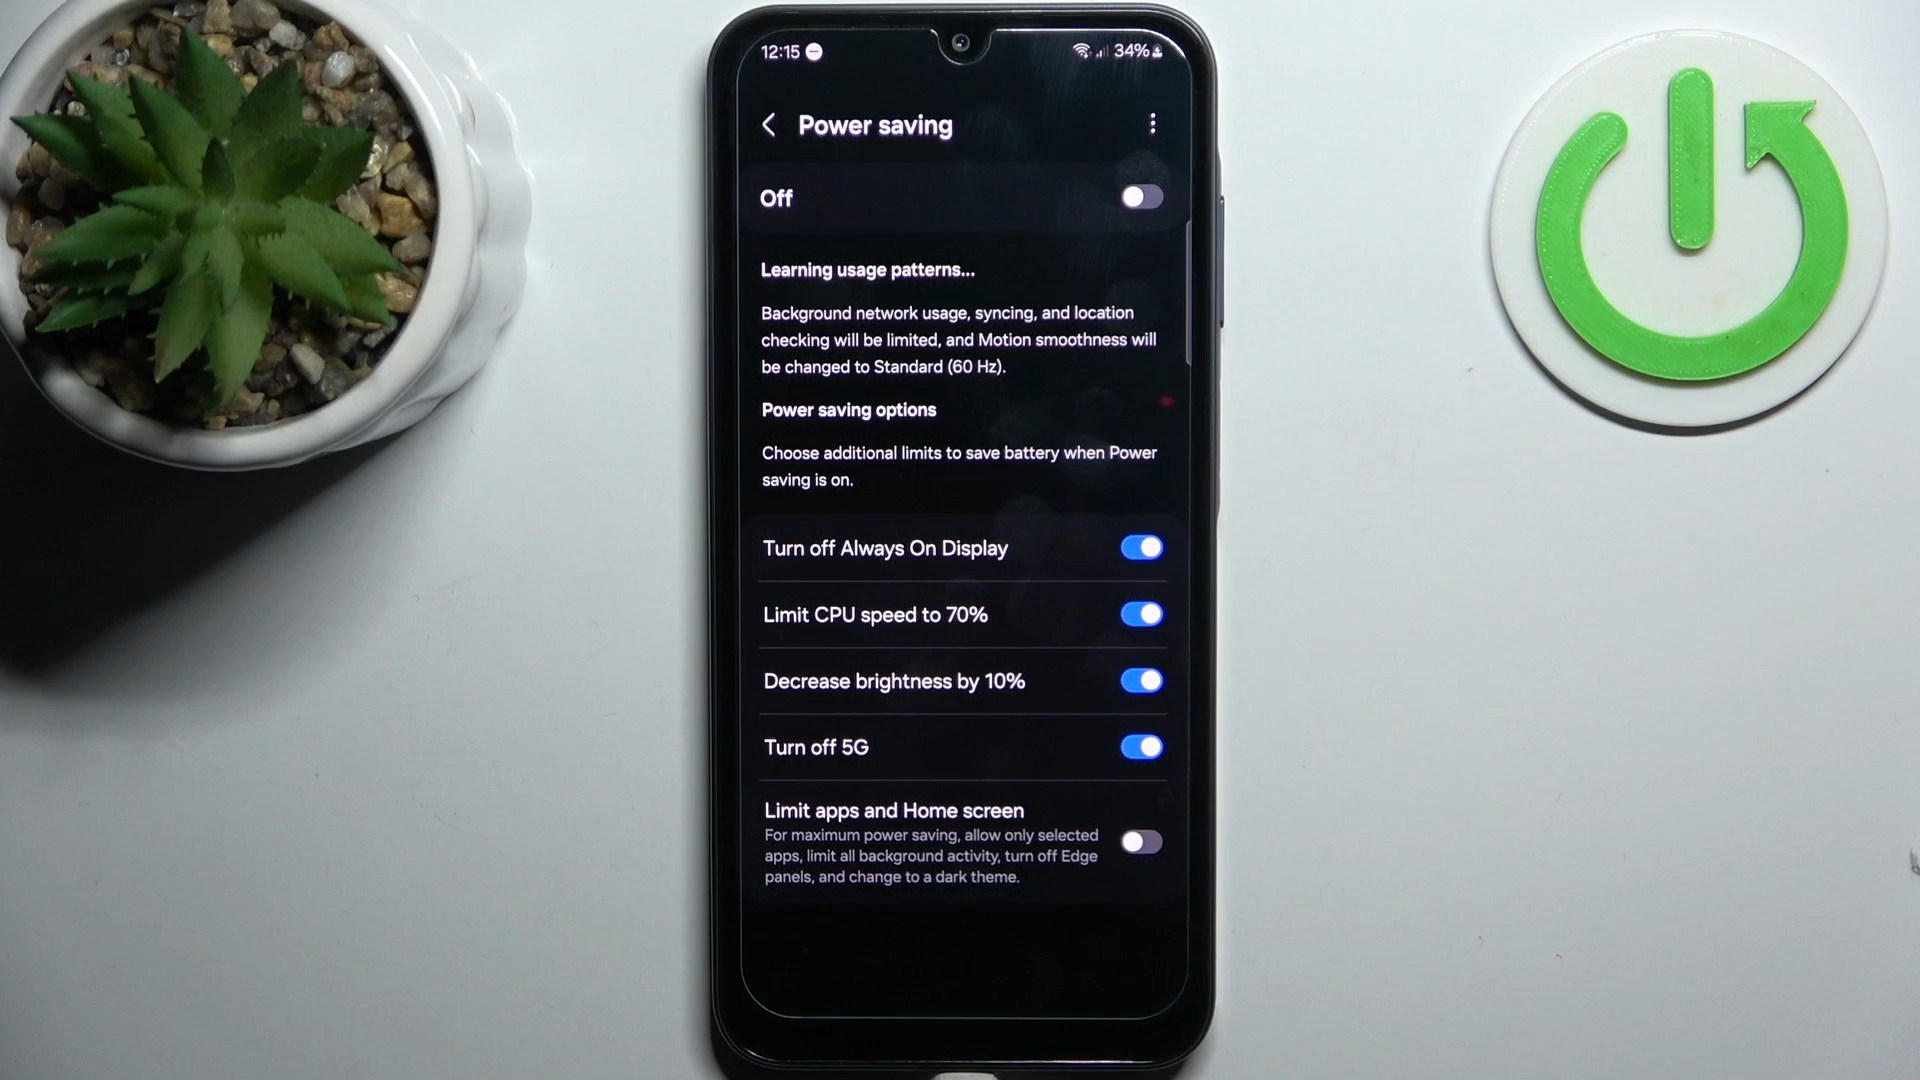 12:15
34%
Power saving
Off
Learning usage patterns...
Background network usage, syncing, and location
checking will be limited, and Motion smoothness will
be changed to Standard (60 Hz).
Power saving options
Choose additional limits to save battery when Power
saving is on.
Turn off Always On Display
Limit CPU speed to 70%
Decrease brightness by 10%
Turn off 5G
Limit apps and Home screen
For maximum power saving, allow only selected
apps, limit all background activity, turn off Edge
panels, and change to a dark theme.